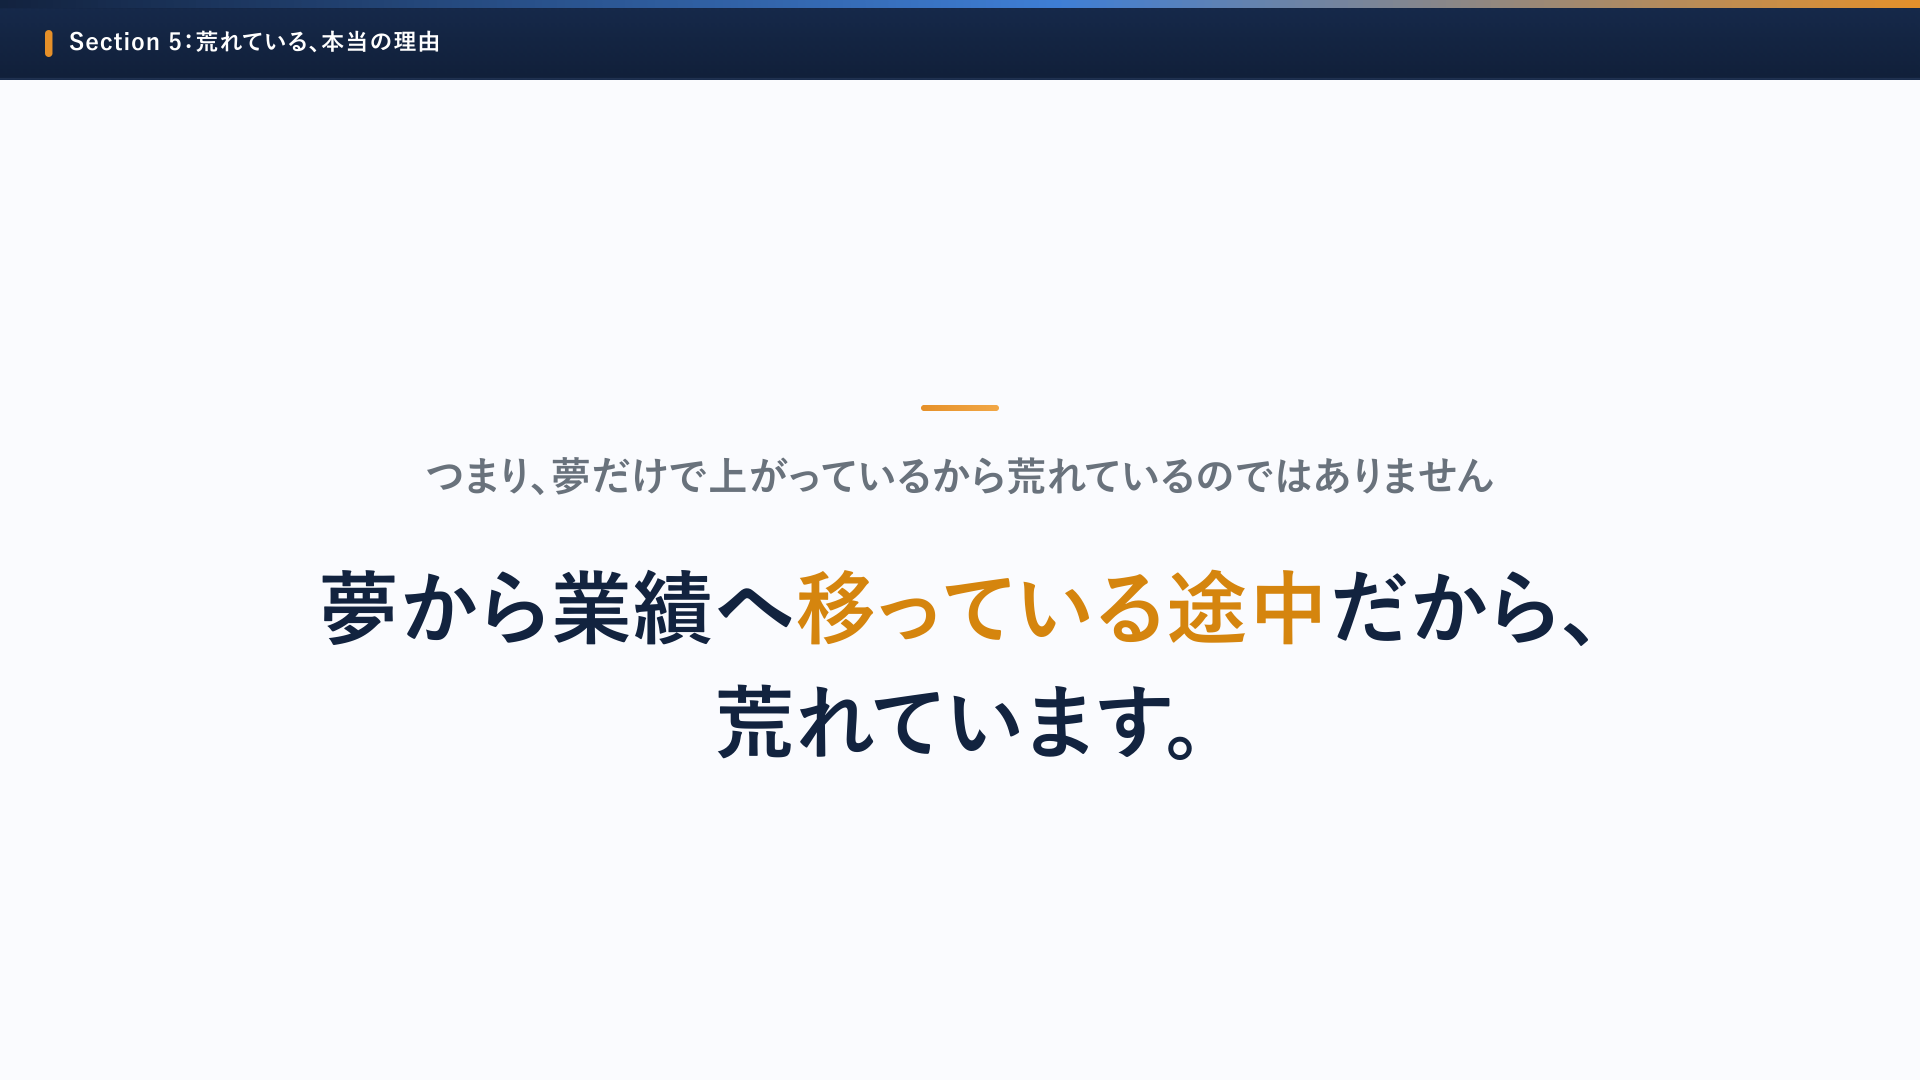 Section 5：荒れている、本当の理由
つまり、夢だけで上がっているから荒れているのではありません
夢から業績へ移っている途中だから、
荒れています。